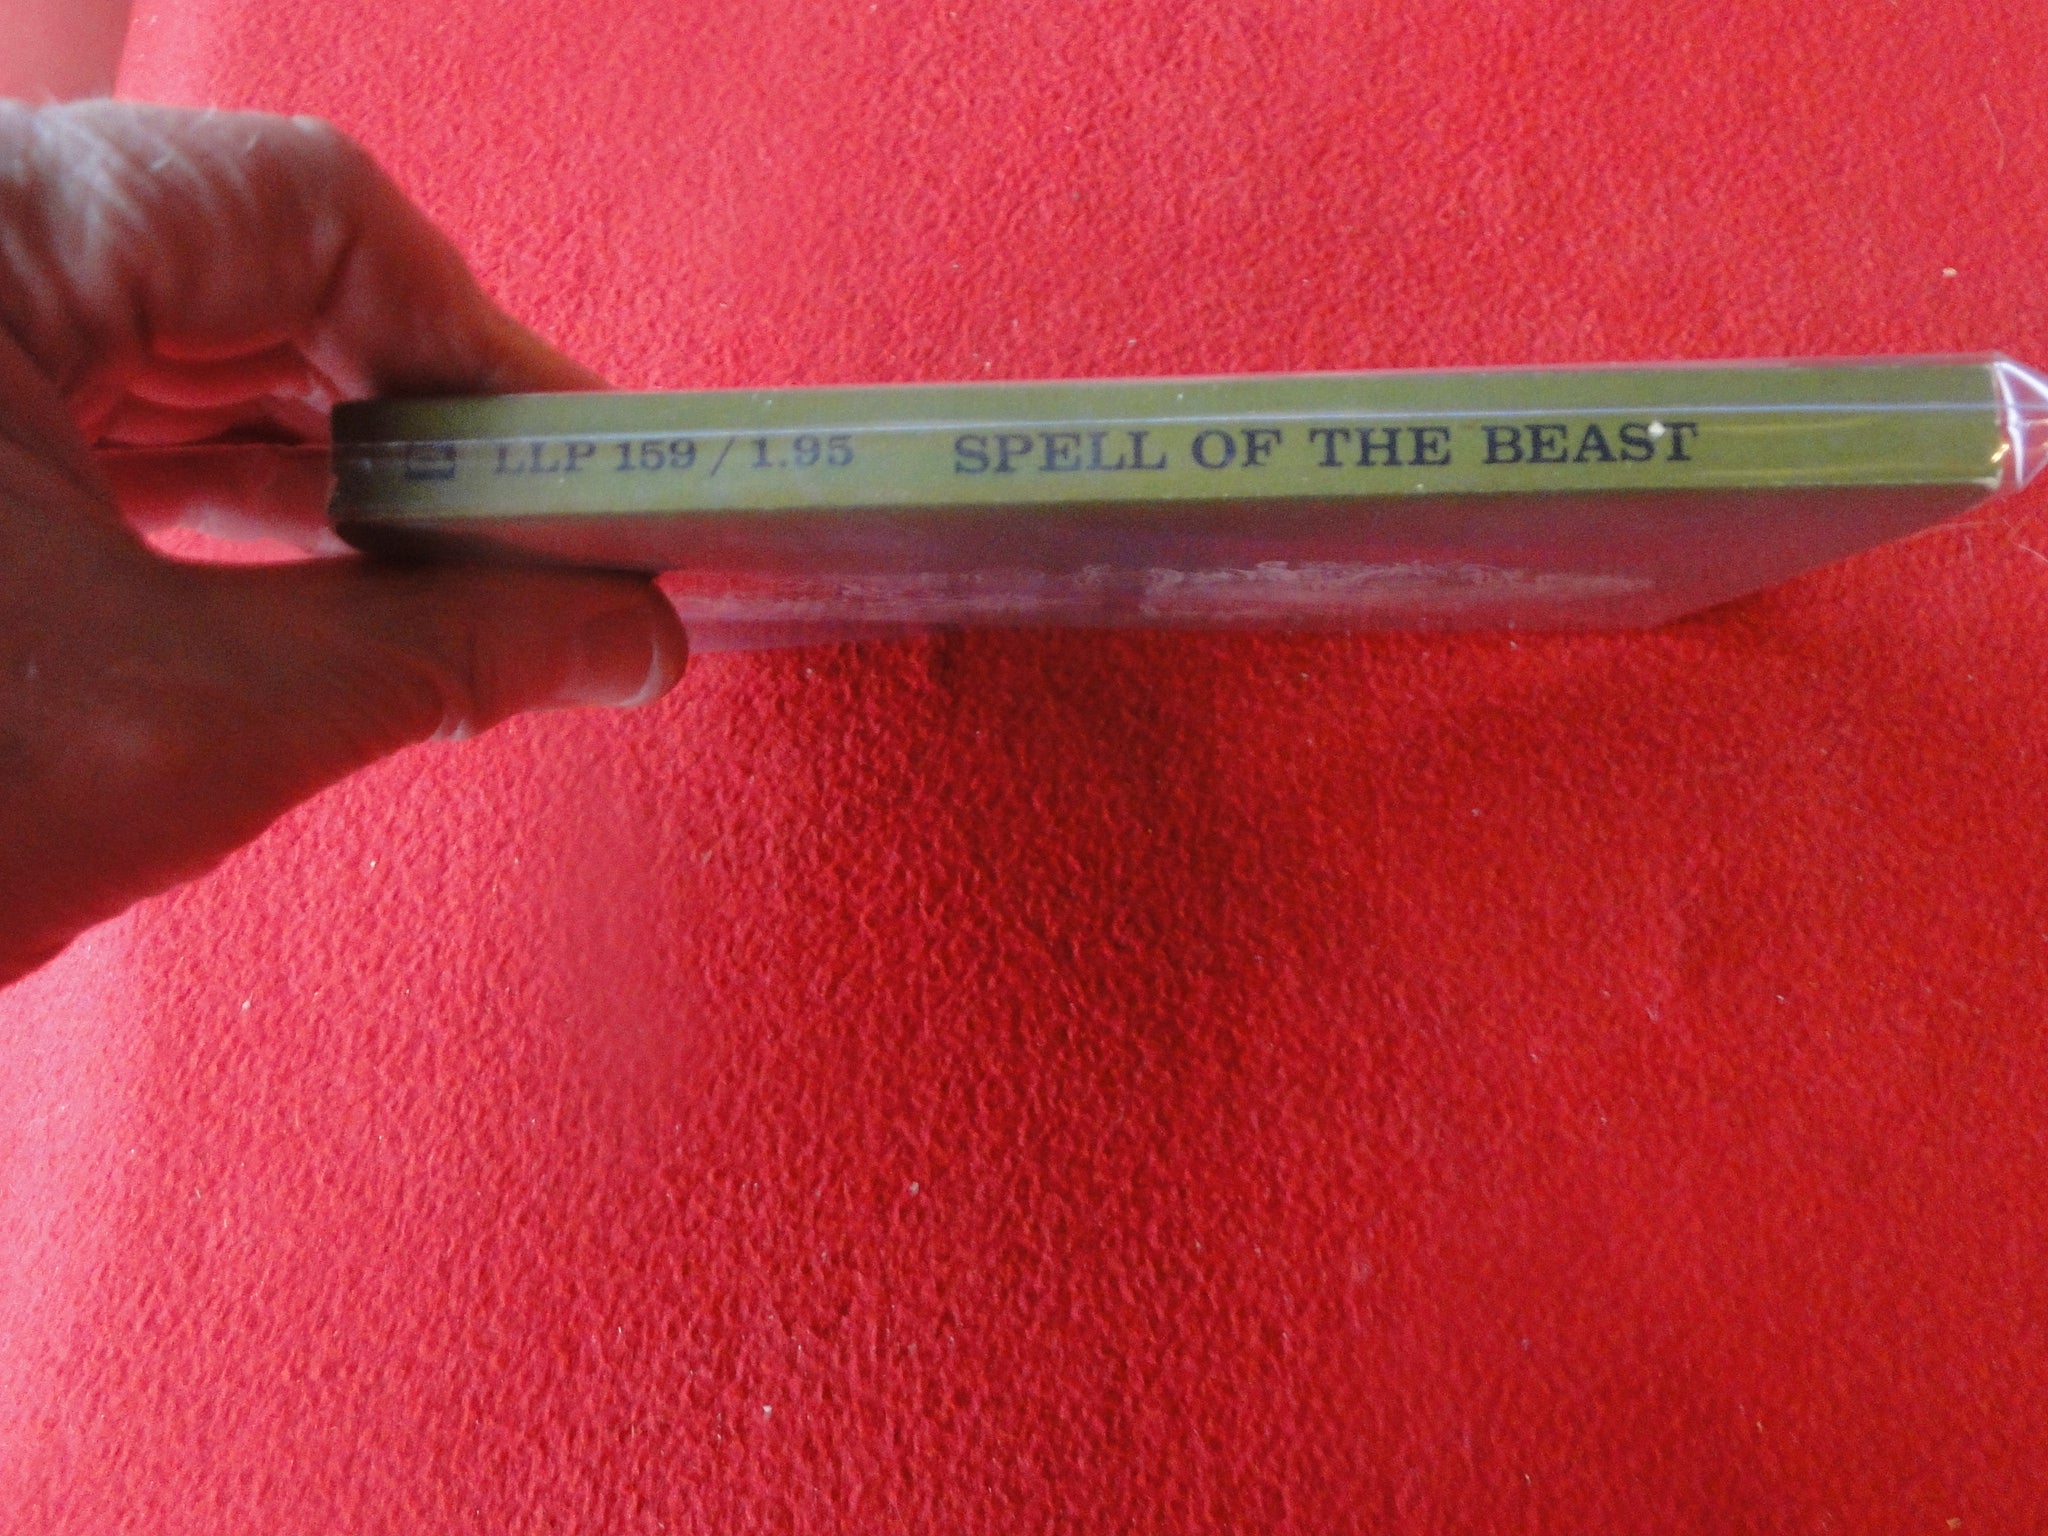 LLP 159 / 1.95 SPELL OF THE BEAST